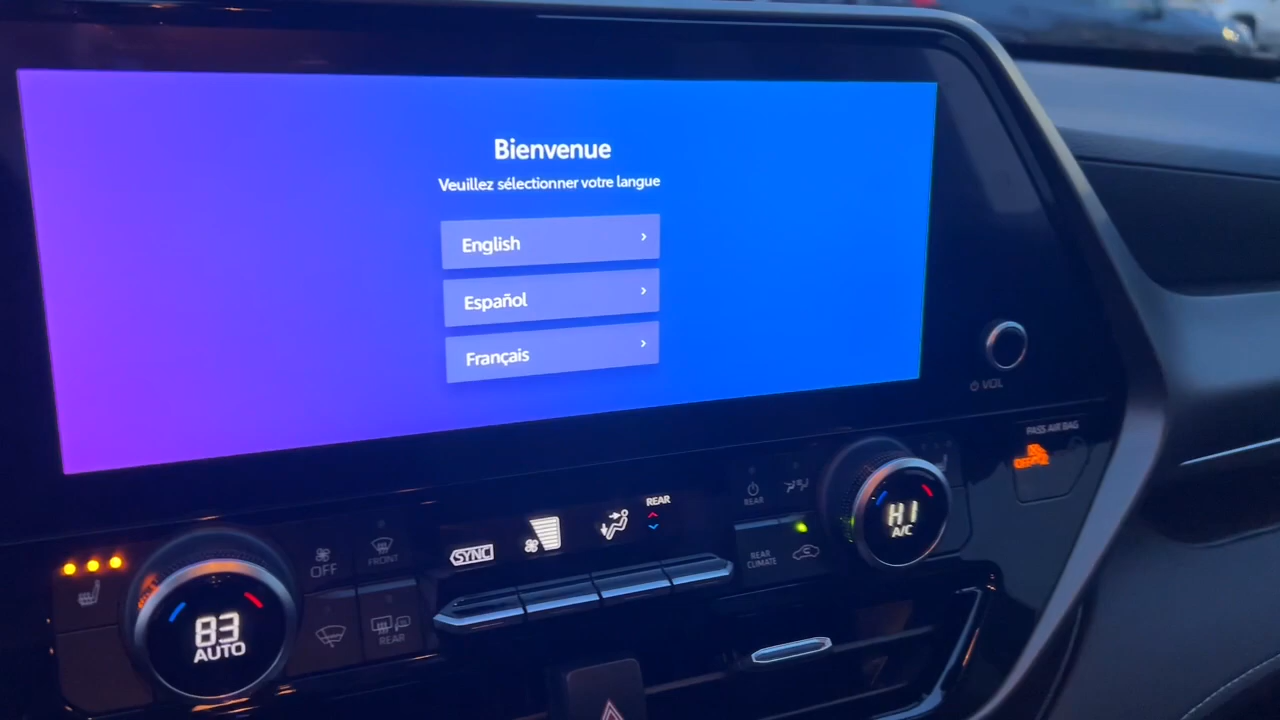 Bienvenue
Veuillez sélectionner votre langue
English
Español
Français
VOL
PASS AIR BAG
OFF
FRONT
SYNC
REAR
REAR
HI
A/C
REAR
CLIMATE
83
AUTO
REAR